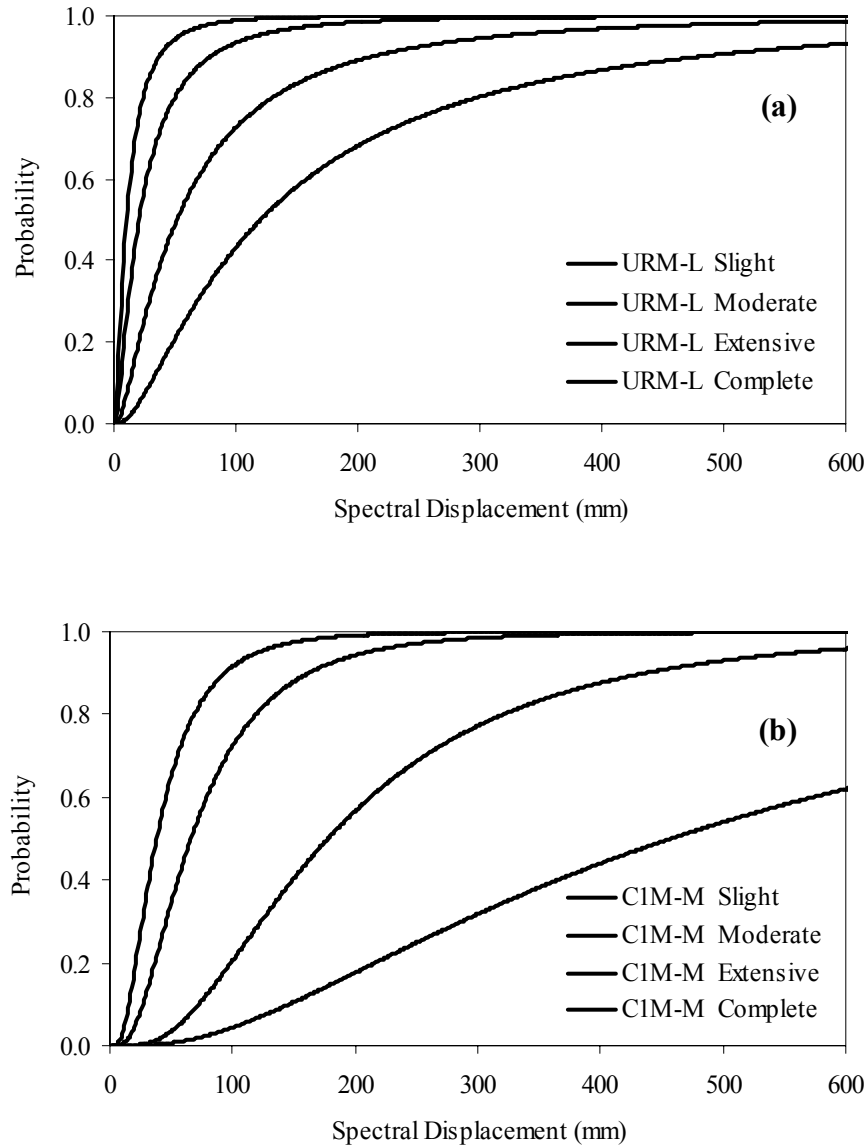 1.0
0.8
(a)
0.6
Probability
0.4
URM-L Slight
URM-L Moderate
0.2
URM-L Extensive
URM-L Complete
0.0
0 100 200 300 400 500 600
Spectral Displacement (mm)
1.0
0.8
(b)
0.6
Probability
0.4
C1M-M Slight
C1M-M Moderate
0.2
C1M-M Extensive
C1M-M Complete
0.0
0 100 200 300 400 500 600
Spectral Displacement (mm)